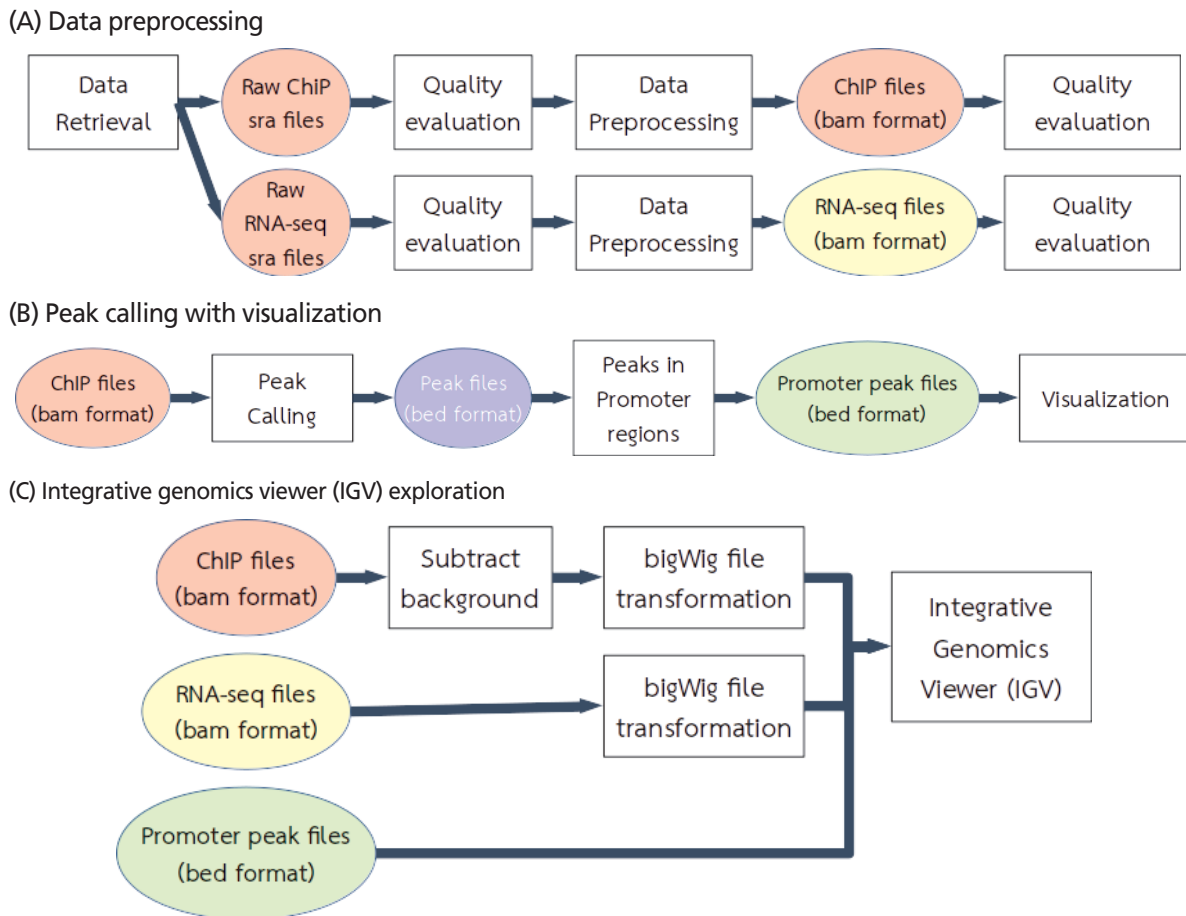 (A) Data preprocessing
Data
Retrieval
Raw ChiP
sra files
Quality
evaluation
Data
Preprocessing
ChIP files
(bam format)
Quality
evaluation
Raw
RNA-seq
sra files
Quality
evaluation
Data
Preprocessing
RNA-seq files
(bam format)
Quality
evaluation
(B) Peak calling with visualization
ChIP files
(bam format)
Peak
Calling
Peak files
(bed format)
Peaks in
Promoter
regions
Promoter peak files
(bed format)
Visualization
(C) Integrative genomics viewer (IGV) exploration
ChIP files
(bam format)
Subtract
background
bigWig file
transformation
Integrative
Genomics
Viewer (IGV)
RNA-seq files
(bam format)
bigWig file
transformation
Promoter peak files
(bed format)